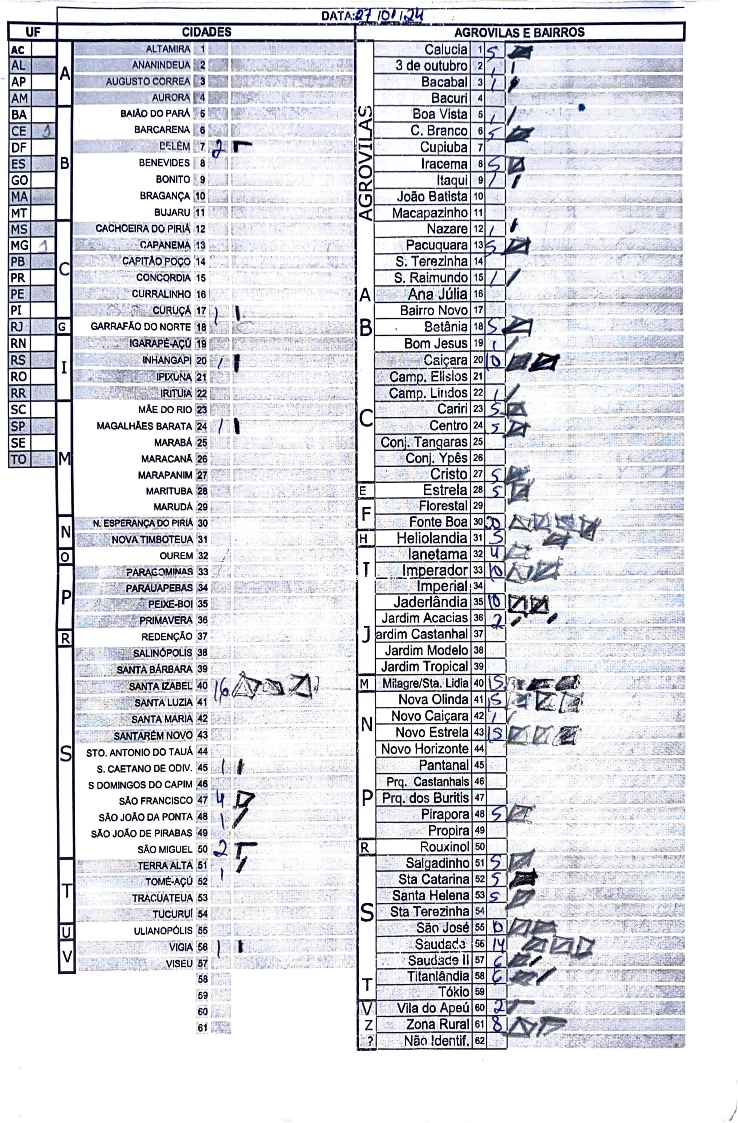 DATA: 27/01/24
UF CIDADES AGROVILAS E BAIRROS
AC
AL
AP
AM
BA
CE 1
DF
ES
GO
MA
MT
MS
MG 1
PB
PR
PE
PI
RJ
RN
RS
RO
RR
SC
SP
SE
TO
A
ALTAMIRA 1
ANANINDEUA 2
AUGUSTO CORREA 3
AURORA 4
B
BAIÃO DO PARÁ 5
BARCARENA 6
BELÉM 7 2
BENEVIDES 8
BONITO 9
BRAGANÇA 10
BUJARU 11
C
CACHOEIRA DO PIRIÁ 12
CAPANEMA 13
CAPITÃO POÇO 14
CONCORDIA 15
CURRALINHO 16
CURUÇÁ 17 1
G
GARRAFÃO DO NORTE 18
I
IGARAPÉ-AÇÚ 19
INHANGAPI 20 1
IPIXUNA 21
IRITUIA 22
M
MÃE DO RIO 23
MAGALHÃES BARATA 24 1
MARABÁ 25
MARACANÃ 26
MARAPANIM 27
MARITUBA 28
MARUDÁ 29
N
N. ESPERANÇA DO PIRIÁ 30
NOVA TIMBOTEUA 31
O
OUREM 32
P
PARAGOMINAS 33
PARAUAPEBAS 34
PEIXE-BOI 35
PRIMAVERA 36
R
REDENÇÃO 37
S
SALINÓPOLIS 38
SANTA BÁRBARA 39
SANTA IZABEL 40 16
SANTA LUZIA 41
SANTA MARIA 42
SANTARÉM NOVO 43
STO. ANTONIO DO TAUÁ 44
S. CAETANO DE ODIV. 45 1
S DOMINGOS DO CAPIM 46
SÃO FRANCISCO 47 4
SÃO JOÃO DA PONTA 48 1
SÃO JOÃO DE PIRABAS 49
SÃO MIGUEL 50 2
T
TERRA ALTA 51 1
TOMÉ-AÇÚ 52
TRACUATEUA 53
TUCURUÍ 54
U
ULIANOPÓLIS 55
V
VIGIA 56 1
VISEU 57
58
59
60
61
AGROVILAS
Calucia 1 5
3 de outubro 2 1
Bacabal 3 1
Bacuri 4
Boa Vista 5 1
C. Branco 6 5
Cupiuba 7
Iracema 8 5
Itaqui 9 1
João Batista 10
Macapazinho 11
Nazare 12 1
Pacuquara 13 5
S. Terezinha 14
S. Raimundo 15 1
A
Ana Júlia 16
B
Bairro Novo 17
Betânia 18 5
Bom Jesus 19 1
C
Caiçara 20 10
Camp. Elisios 21
Camp. Lindos 22 1
Cariri 23 5
Centro 24 5
Conj. Tangaras 25
Conj. Ypês 26
Cristo 27 5
E
Estrela 28 5
F
Florestal 29
Fonte Boa 30 20
H
Heliolandia 31 5
I
Ianetama 32 4
Imperador 33 10
Imperial 34
J
Jaderlândia 35 10
Jardim Acacias 36 2
ardim Castanhal 37
Jardim Modelo 38
Jardim Tropical 39
M
Milagre/Sta. Lidia 40 15
N
Nova Olinda 41 15
Novo Caiçara 42 1
Novo Estrela 43 15
Novo Horizonte 44
P
Pantanal 45
Prq. Castanhais 46
Prq. dos Buritis 47
Pirapora 48 5
Propira 49
R
Rouxinol 50
S
Salgadinho 51 5
Sta Catarina 52 5
Santa Helena 53 5
Sta Terezinha 54
São José 55 10
Saudade 56 14
Saudade II 57 6
T
Titanlândia 58 6
Tókio 59
V
Vila do Apeú 60 2
Z
Zona Rural 61 8
?
Não Identif. 62